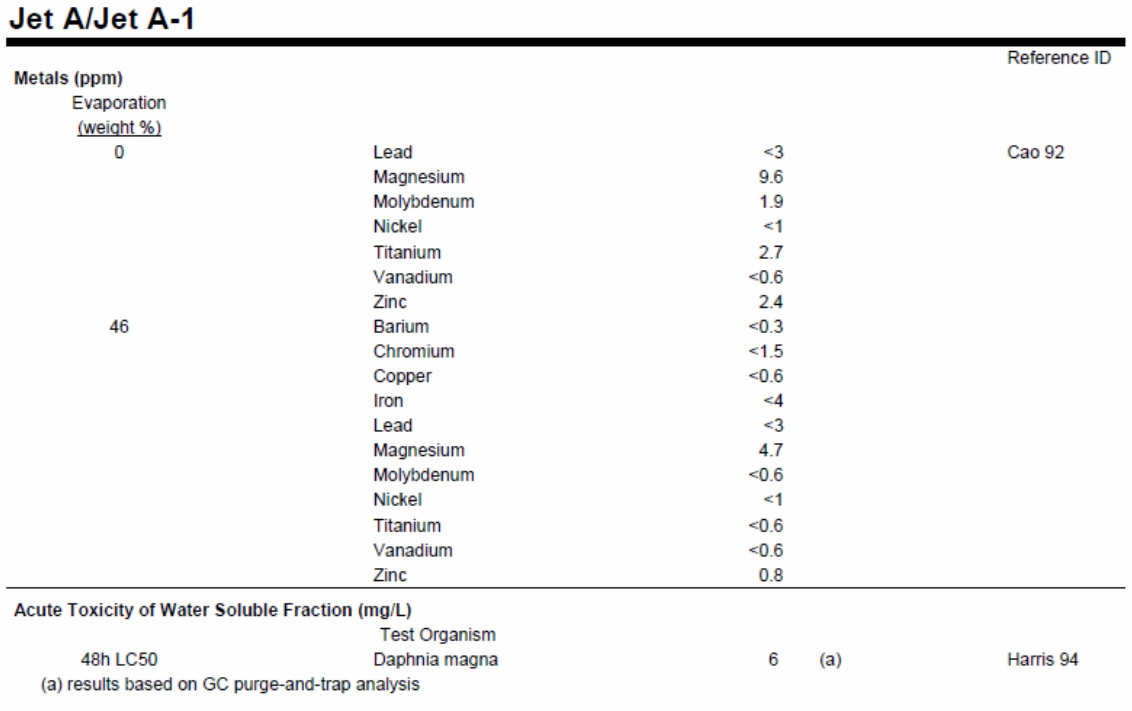 Jet A/Jet A-1
Reference ID
Metals (ppm)
Evaporation
(weight %)
0 Lead <3 Cao 92
Magnesium 9.6
Molybdenum 1.9
Nickel <1
Titanium 2.7
Vanadium <0.6
Zinc 2.4
46 Barium <0.3
Chromium <1.5
Copper <0.6
Iron <4
Lead <3
Magnesium 4.7
Molybdenum <0.6
Nickel <1
Titanium <0.6
Vanadium <0.6
Zinc 0.8
Acute Toxicity of Water Soluble Fraction (mg/L)
Test Organism
48h LC50 Daphnia magna 6 (a) Harris 94
(a) results based on GC purge-and-trap analysis